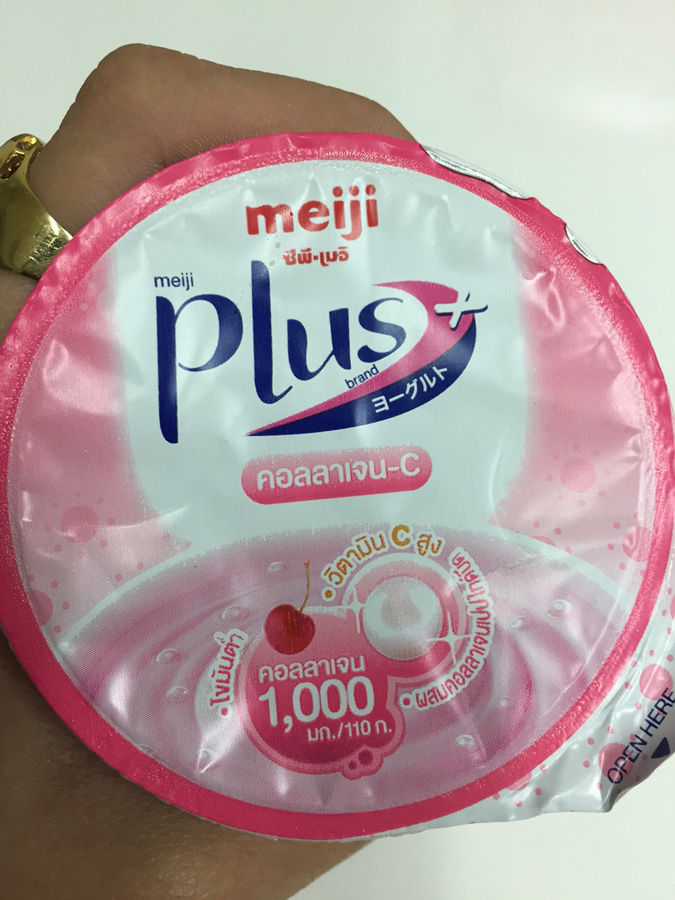 meiji
ซีพี-เมจิ
meiji
plus+
brand
ヨーグルト
คอลลาเจน-C
• วิตามิน C สูง
• ผสมคอลลาเจนเปปไทด์
• ไขมันต่ำ
คอลลาเจน
1,000
มก./110 ก.
OPEN HERE